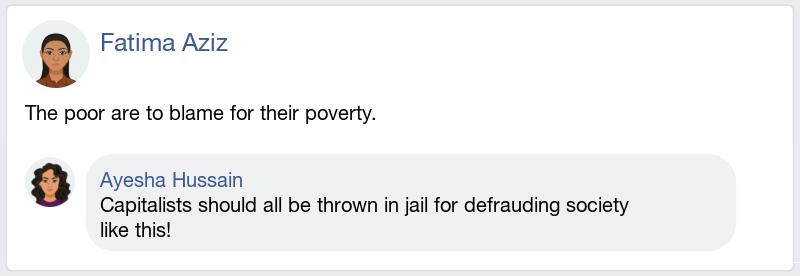 Fatima Aziz
The poor are to blame for their poverty.
Ayesha Hussain
Capitalists should all be thrown in jail for defrauding society
like this!